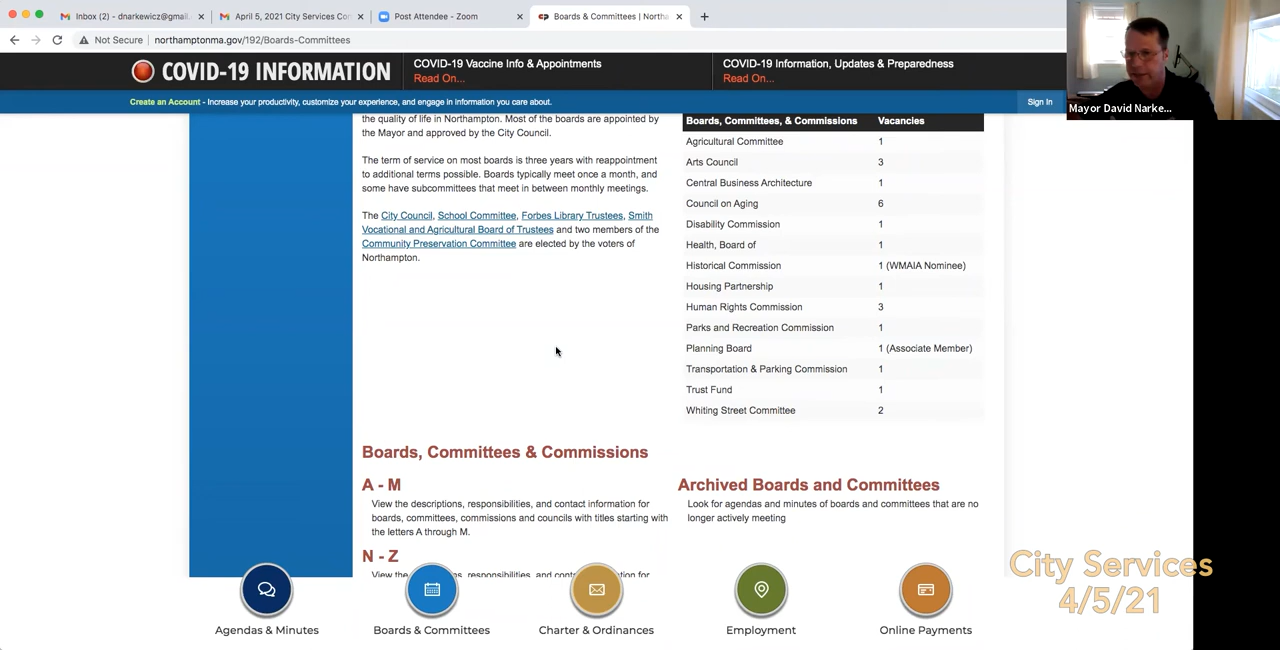 Inbox (2) - dnarkewicz@gmail.
April 5, 2021 City Services Co
Post Attendee - Zoom
Boards & Committees | Northa
Not Secure
northamptonma.gov/192/Boards-Committees
COVID-19 INFORMATION
COVID-19 Vaccine Info & Appointments
Read On...
COVID-19 Information, Updates & Preparedness
Read On...
Mayor David Narke...
Create an Account - Increase your productivity, customize your experience, and engage in information you care about.
Sign In
the quality of life in Northampton. Most of the boards are appointed by
the Mayor and approved by the City Council.
The term of service on most boards is three years with reappointment
to additional terms possible. Boards typically meet once a month, and
some have subcommittees that meet in between monthly meetings.
The City Council, School Committee, Forbes Library Trustees, Smith
Vocational and Agricultural Board of Trustees and two members of the
Community Preservation Committee are elected by the voters of
Northampton.
Boards, Committees, & Commissions Vacancies
Agricultural Committee 1
Arts Council 3
Central Business Architecture 1
Council on Aging 6
Disability Commission 1
Health, Board of 1
Historical Commission 1 (WMAIA Nominee)
Housing Partnership 1
Human Rights Commission 3
Parks and Recreation Commission 1
Planning Board 1 (Associate Member)
Transportation & Parking Commission 1
Trust Fund 1
Whiting Street Committee 2
Boards, Committees & Commissions
A - M
View the descriptions, responsibilities, and contact information for
boards, committees, commissions and councils with titles starting with
the letters A through M.
N - Z
View the descriptions, responsibilities, and contact information for
Archived Boards and Committees
Look for agendas and minutes of boards and committees that are no
longer actively meeting
City Services
4/5/21
Agendas & Minutes
Boards & Committees
Charter & Ordinances
Employment
Online Payments